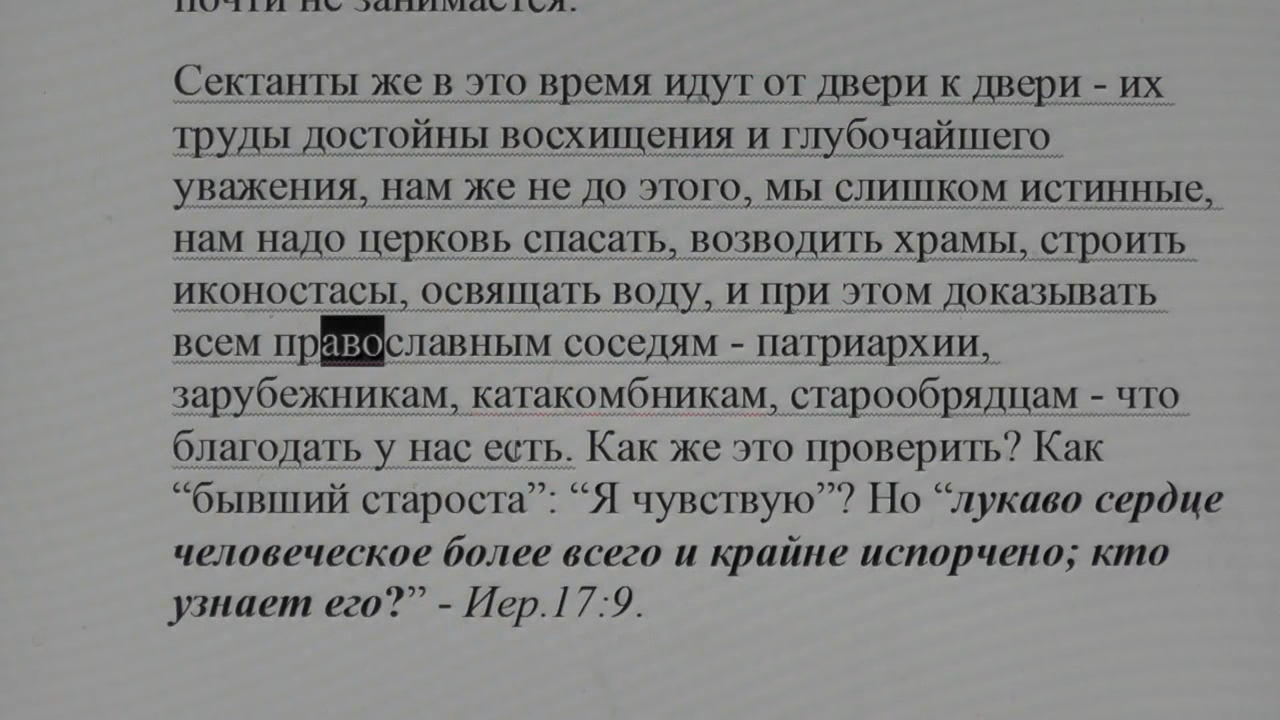 почти не занимается.
Сектанты же в это время идут от двери к двери - их
труды достойны восхищения и глубочайшего
уважения, нам же не до этого, мы слишком истинные,
нам надо церковь спасать, возводить храмы, строить
иконостасы, освящать воду, и при этом доказывать
всем православным соседям - патриархии,
зарубежникам, катакомбникам, старообрядцам - что
благодать у нас есть. Как же это проверить? Как
“бывший староста”: “Я чувствую”? Но “лукаво сердце
человеческое более всего и крайне испорчено; кто
узнает его?” - Иер.17:9.